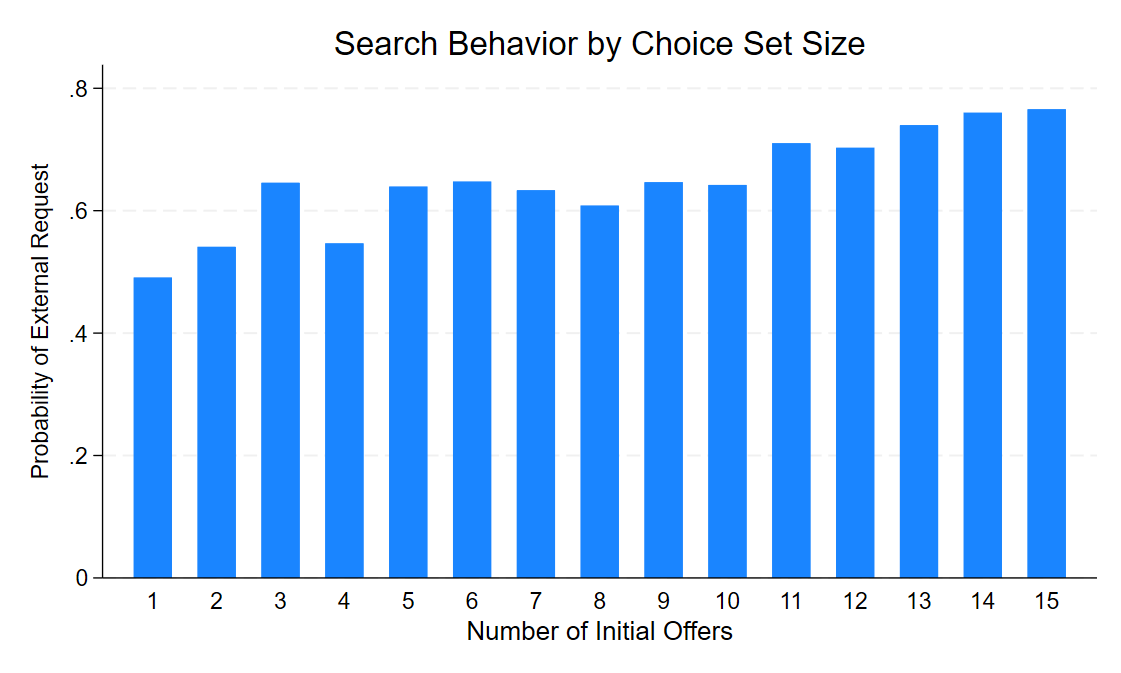 Search Behavior by Choice Set Size
Probability of External Request
.8
.6
.4
.2
0
1 2 3 4 5 6 7 8 9 10 11 12 13 14 15
Number of Initial Offers